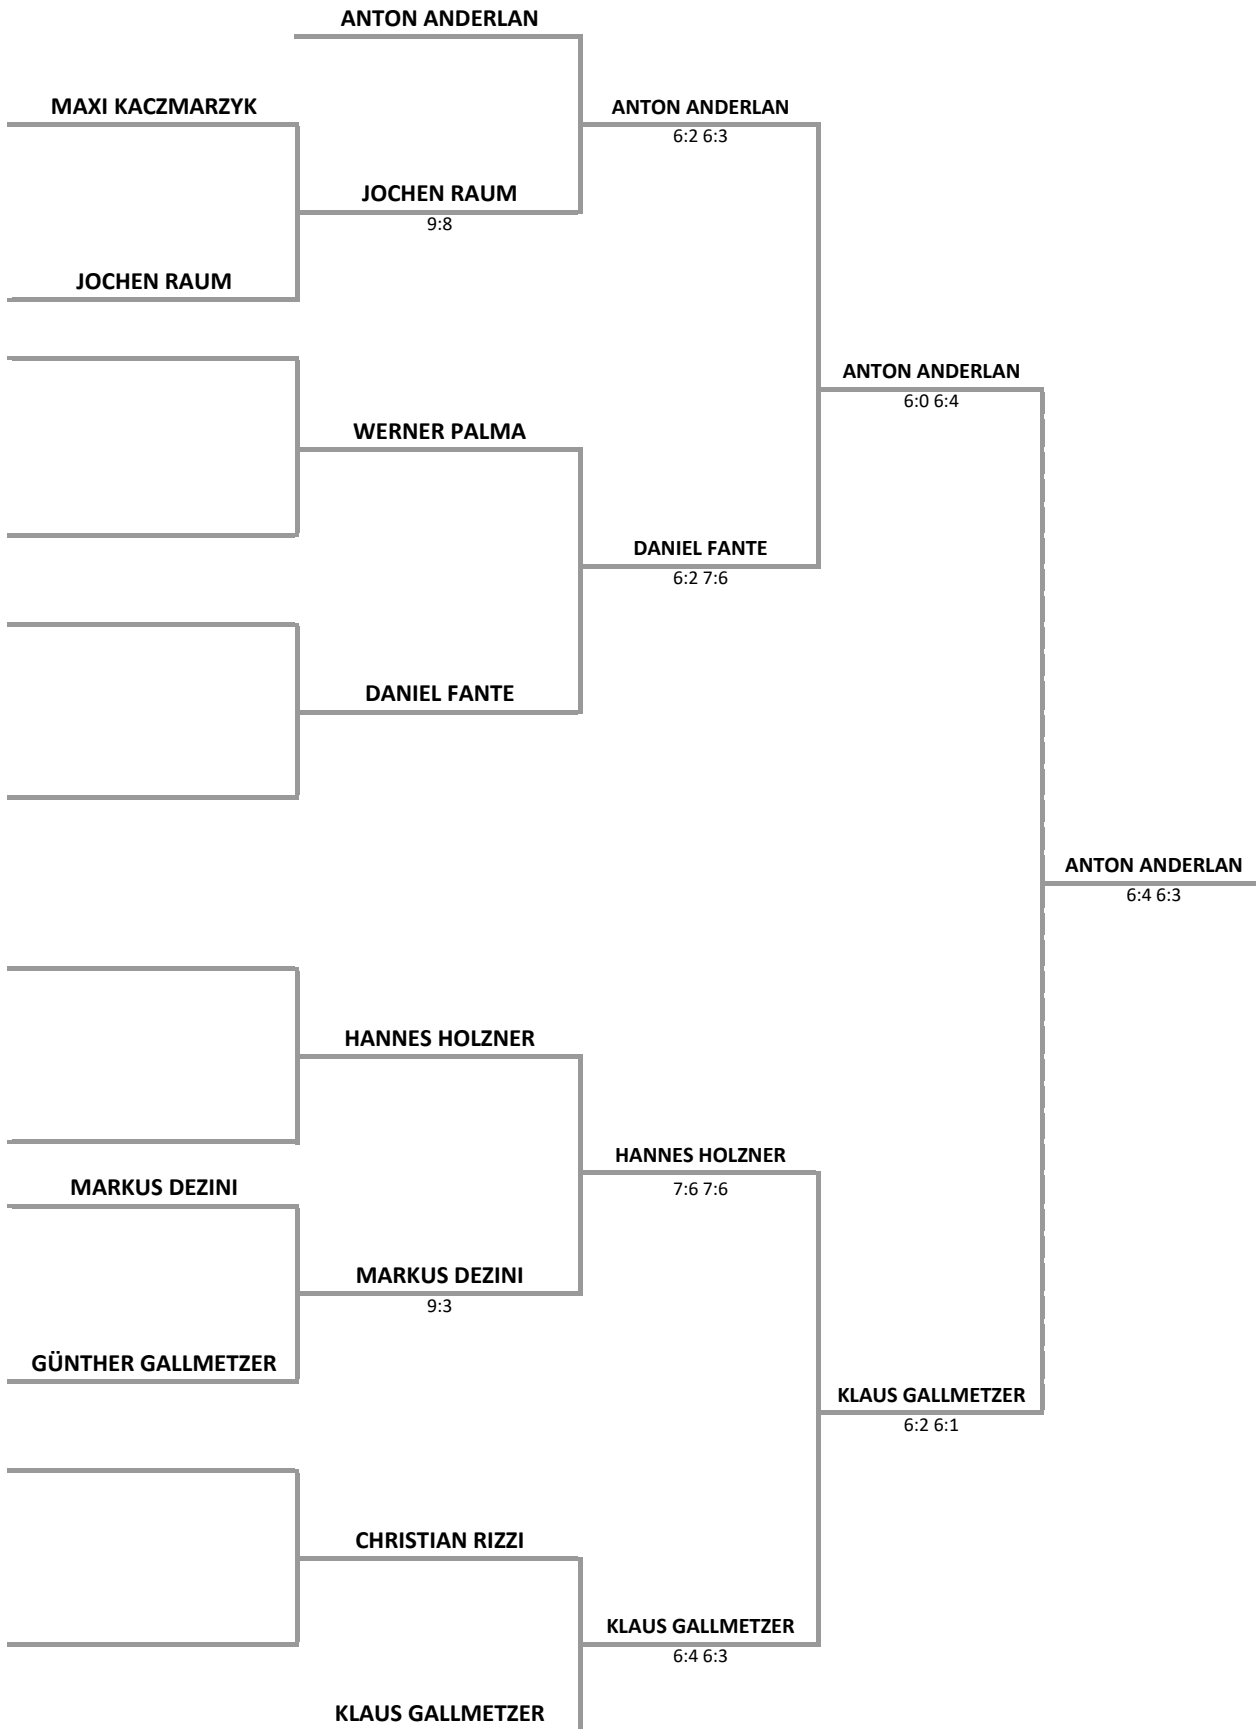 ANTON ANDERLAN
MAXI KACZMARZYK
ANTON ANDERLAN
6:2 6:3
JOCHEN RAUM
9:8
JOCHEN RAUM
ANTON ANDERLAN
6:0 6:4
WERNER PALMA
DANIEL FANTE
6:2 7:6
DANIEL FANTE
ANTON ANDERLAN
6:4 6:3
HANNES HOLZNER
HANNES HOLZNER
7:6 7:6
MARKUS DEZINI
MARKUS DEZINI
9:3
GÜNTHER GALLMETZER
KLAUS GALLMETZER
6:2 6:1
CHRISTIAN RIZZI
KLAUS GALLMETZER
6:4 6:3
KLAUS GALLMETZER